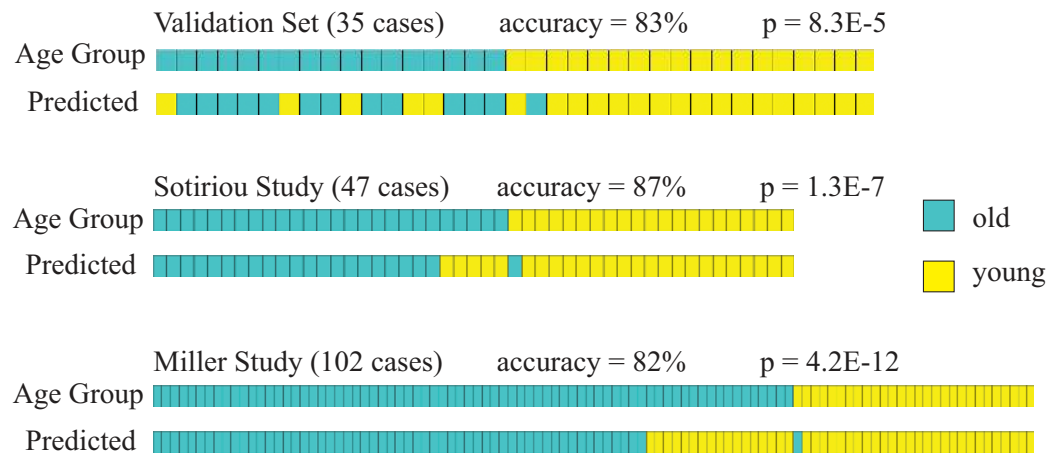 Validation Set (35 cases) accuracy = 83% p = 8.3E-5
Age Group
Predicted
Sotiriou Study (47 cases) accuracy = 87% p = 1.3E-7
Age Group
Predicted
old
young
Miller Study (102 cases) accuracy = 82% p = 4.2E-12
Age Group
Predicted